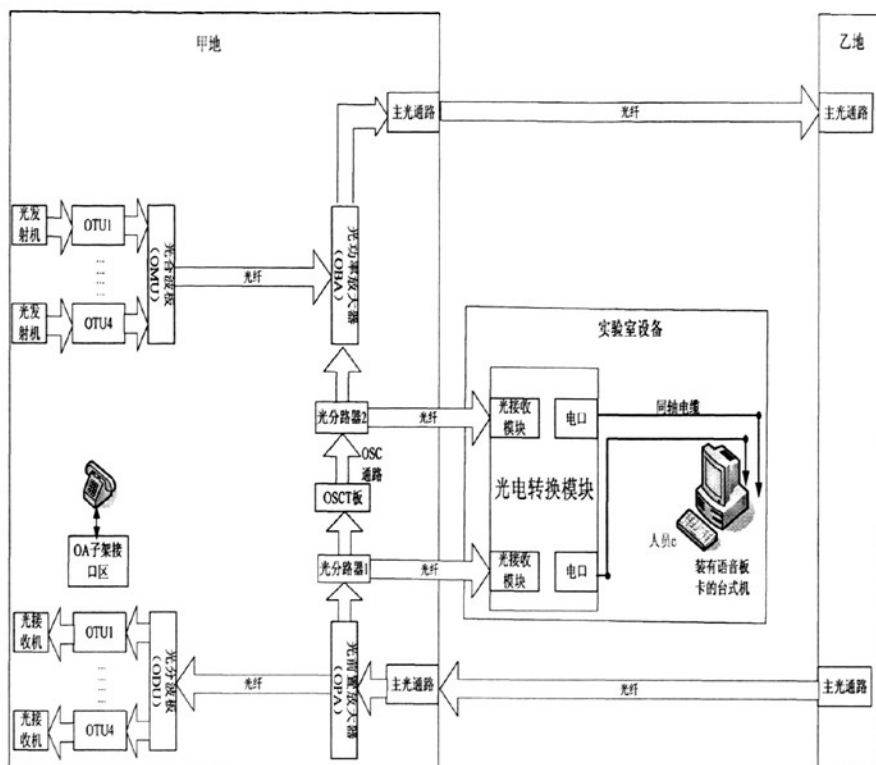 甲地
乙地
主光通路
光纤
主光通路
光发
射机
OTU1
光合波板
(OMU)
光纤
光功率放大器
(OBA)
光发
射机
OTU4
实验室设备
光分路器2
光纤
光接收
模块
电口
同轴电缆
OSC
通路
OSCT板
光电转换模块
人员c
装有语音板
卡的台式机
OA子架接
口区
光分路器1
光纤
光接收
模块
电口
光接
收机
OTU1
光分波板
(ODU)
光纤
光前置放大器
(OPA)
主光通路
光纤
主光通路
光接
收机
OTU4